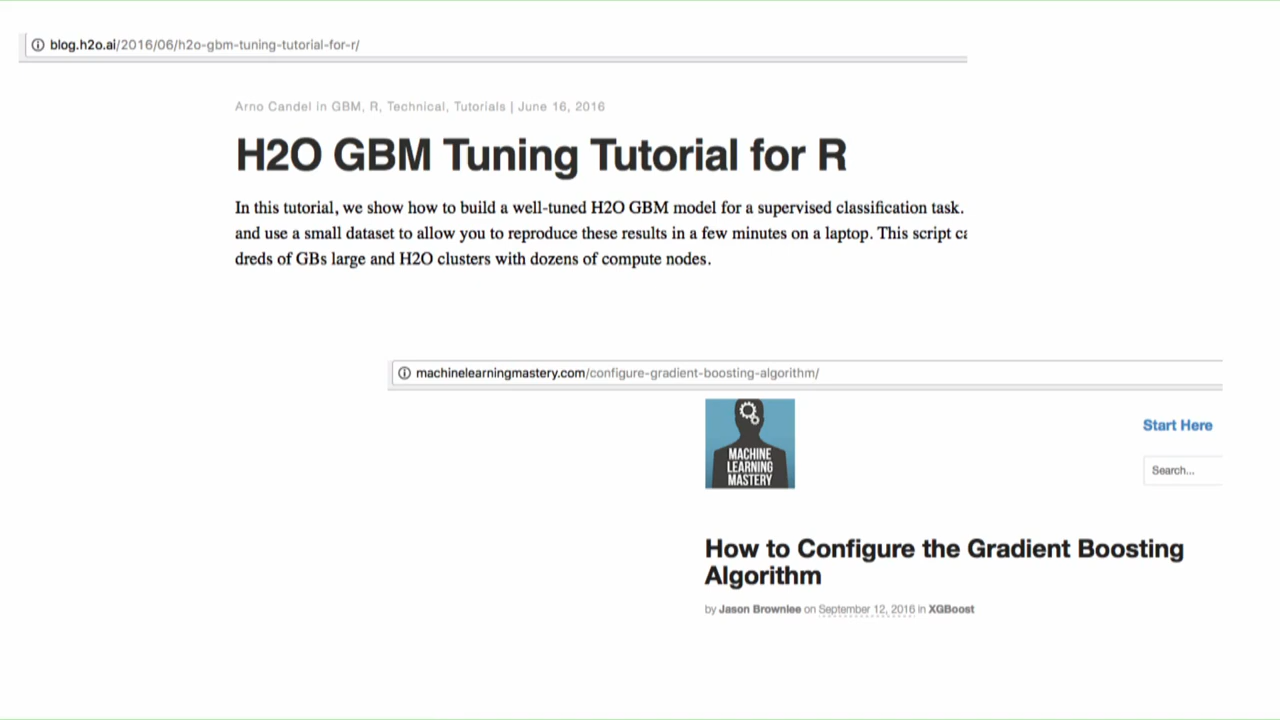 blog.h2o.ai/2016/06/h2o-gbm-tuning-tutorial-for-r/
Arno Candel in GBM, R, Technical, Tutorials | June 16, 2016
H2O GBM Tuning Tutorial for R
In this tutorial, we show how to build a well-tuned H2O GBM model for a supervised classification task.
and use a small dataset to allow you to reproduce these results in a few minutes on a laptop. This script ca
dreds of GBs large and H2O clusters with dozens of compute nodes.
machinelearningmastery.com/configure-gradient-boosting-algorithm/
MACHINE
LEARNING
MASTERY
Start Here
Search...
How to Configure the Gradient Boosting
Algorithm
by Jason Brownlee on September 12, 2016 in XGBoost